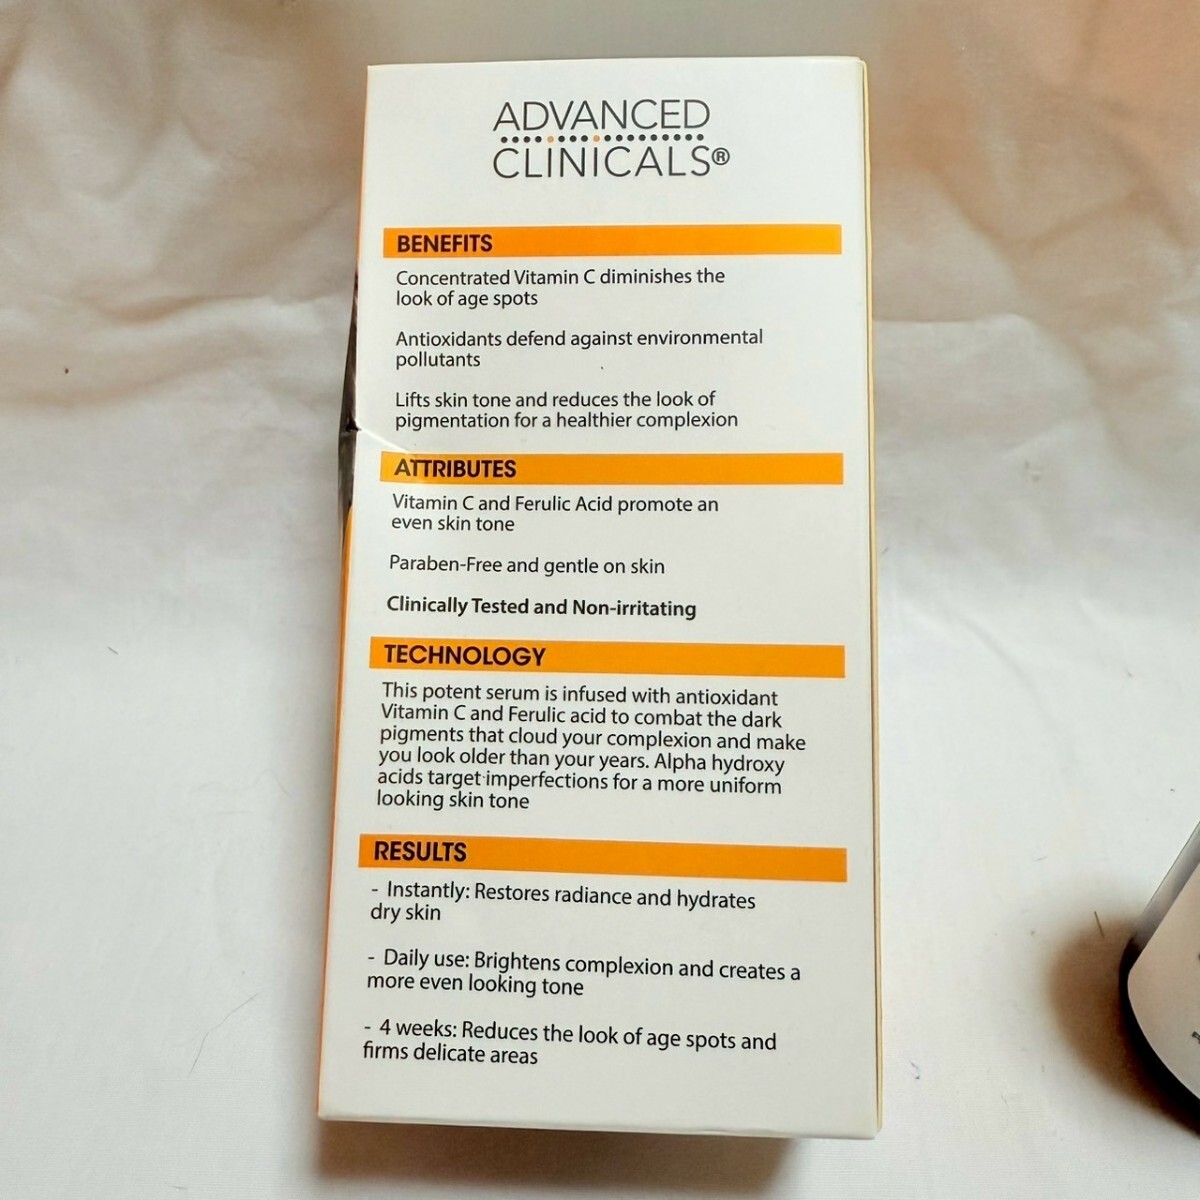 ADVANCED
CLINICALS®
BENEFITS
Concentrated Vitamin C diminishes the
look of age spots
Antioxidants defend against environmental
pollutants
Lifts skin tone and reduces the look of
pigmentation for a healthier complexion
ATTRIBUTES
Vitamin C and Ferulic Acid promote an
even skin tone
Paraben-Free and gentle on skin
Clinically Tested and Non-irritating
TECHNOLOGY
This potent serum is infused with antioxidant
Vitamin C and Ferulic acid to combat the dark
pigments that cloud your complexion and make
you look older than your years. Alpha hydroxy
acids target imperfections for a more uniform
looking skin tone
RESULTS
- Instantly: Restores radiance and hydrates
dry skin
- Daily use: Brightens complexion and creates a
more even looking tone
- 4 weeks: Reduces the look of age spots and
firms delicate areas